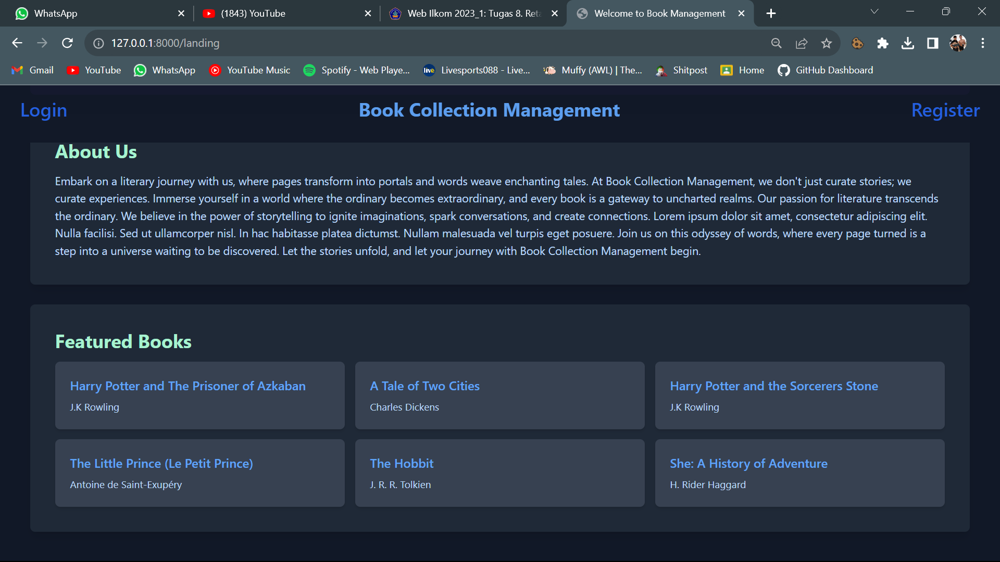 WhatsApp
(1843) YouTube
Web Ilkom 2023_1: Tugas 8. Reta
Welcome to Book Management
127.0.0.1:8000/landing
Gmail
YouTube
WhatsApp
YouTube Music
Spotify - Web Playe...
live
Livesports088 - Live...
Muffy (AWL) | The...
Shitpost
Home
GitHub Dashboard
Login
Book Collection Management
Register
About Us
Embark on a literary journey with us, where pages transform into portals and words weave enchanting tales. At Book Collection Management, we don't just curate stories; we
curate experiences. Immerse yourself in a world where the ordinary becomes extraordinary, and every book is a gateway to uncharted realms. Our passion for literature transcends
the ordinary. We believe in the power of storytelling to ignite imaginations, spark conversations, and create connections. Lorem ipsum dolor sit amet, consectetur adipiscing elit.
Nulla facilisi. Sed ut ullamcorper nisl. In hac habitasse platea dictumst. Nullam malesuada vel turpis eget posuere. Join us on this odyssey of words, where every page turned is a
step into a universe waiting to be discovered. Let the stories unfold, and let your journey with Book Collection Management begin.
Featured Books
Harry Potter and The Prisoner of Azkaban
J.K Rowling
A Tale of Two Cities
Charles Dickens
Harry Potter and the Sorcerers Stone
J.K Rowling
The Little Prince (Le Petit Prince)
Antoine de Saint-Exupéry
The Hobbit
J. R. R. Tolkien
She: A History of Adventure
H. Rider Haggard